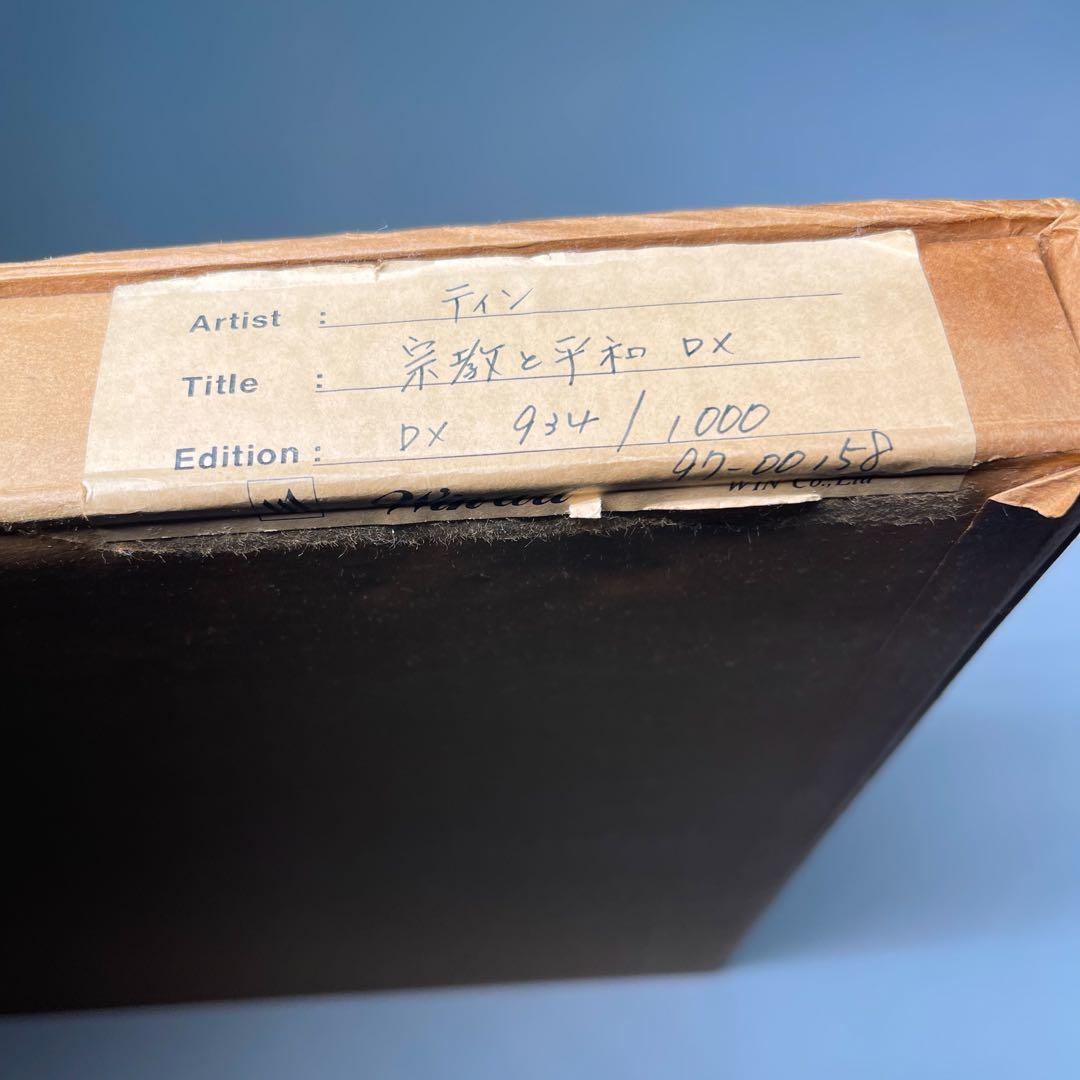 Artist : ティン
Title : 宗教と平和 DX
Edition : DX 934/1000
97-00158
WIN Co.,Ltd